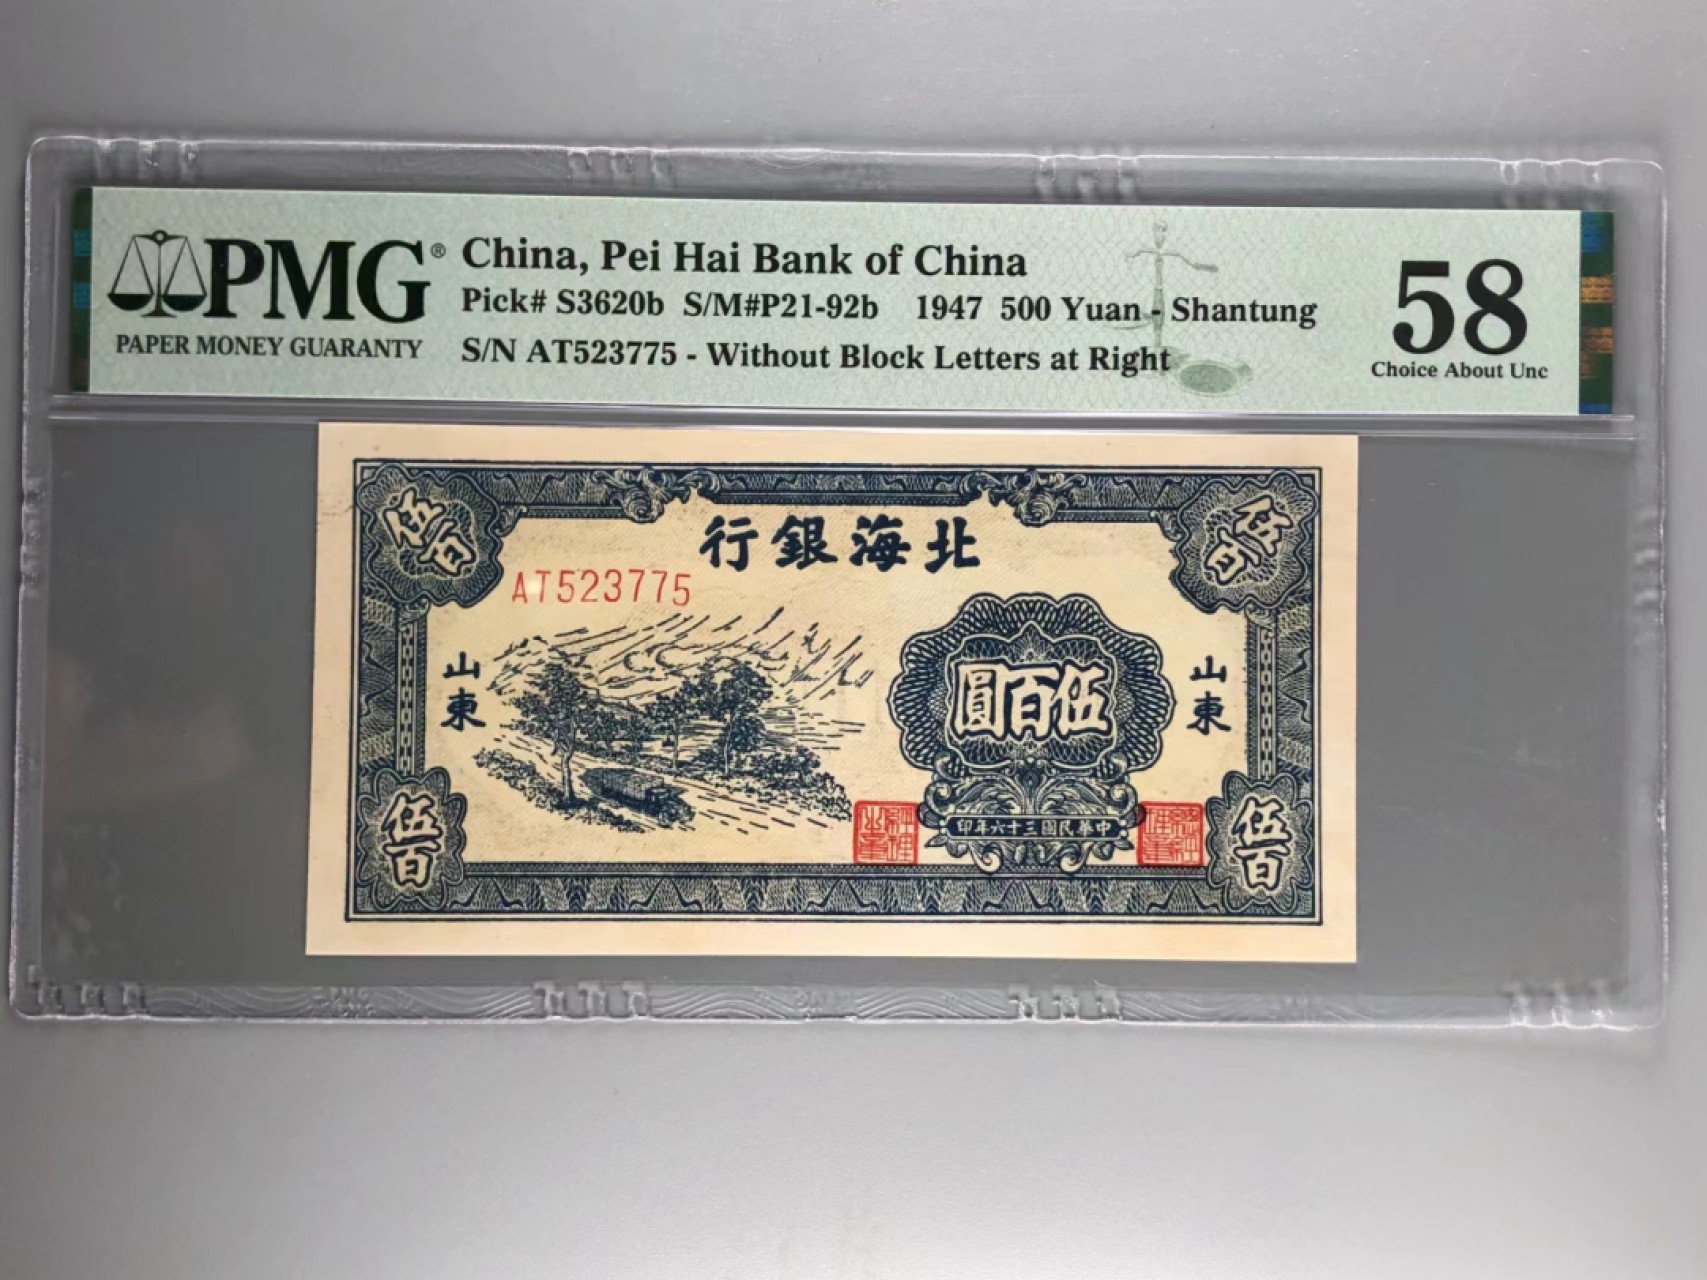 PMG®
PAPER MONEY GUARANTY
China, Pei Hai Bank of China
Pick# S3620b S/M#P21-92b 1947 500 Yuan - Shantung
S/N AT523775 - Without Block Letters at Right
58
Choice About Unc
伍百
行銀海北
伍百
AT523775
山東
圓百伍
山東
伍百
印年六十三國民華中
伍百